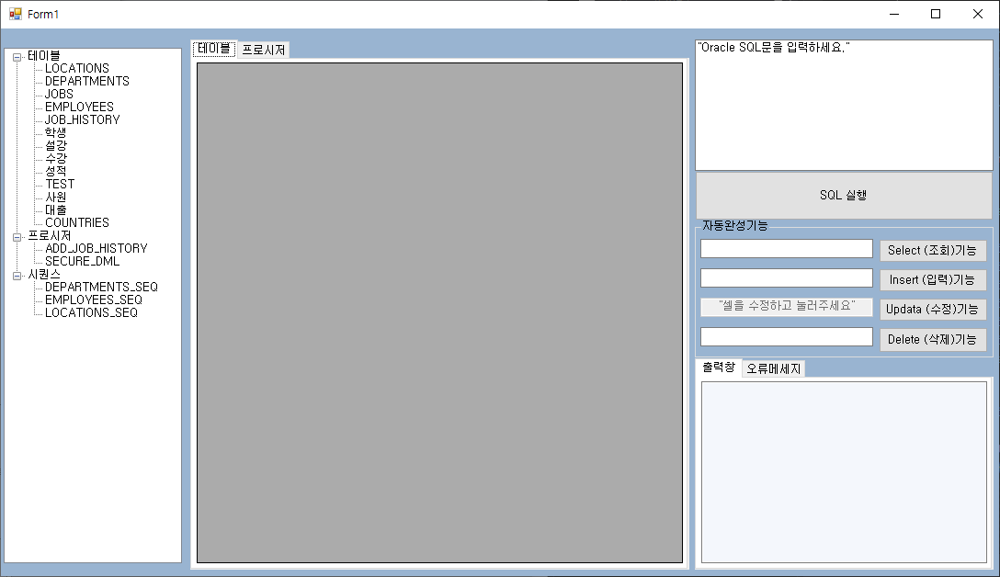 Form1
테이블
LOCATIONS
DEPARTMENTS
JOBS
EMPLOYEES
JOB_HISTORY
학생
설강
수강
성적
TEST
사원
대출
COUNTRIES
프로시저
ADD_JOB_HISTORY
SECURE_DML
시퀀스
DEPARTMENTS_SEQ
EMPLOYEES_SEQ
LOCATIONS_SEQ
테이블 프로시저
"Oracle SQL문을 입력하세요."
SQL 실행
자동완성기능
Select (조회)기능
Insert (입력)기능
"셀을 수정하고 눌러주세요" Updata (수정)기능
Delete (삭제)기능
출력창 오류메세지